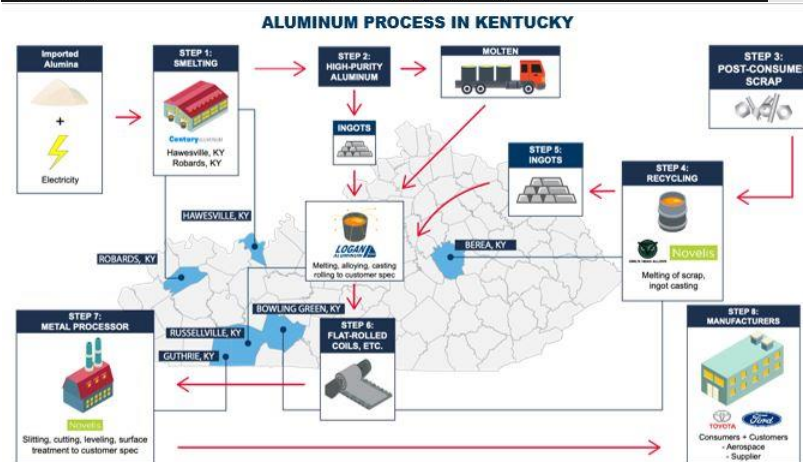 ALUMINUM PROCESS IN KENTUCKY
Imported
Alumina
+
Electricity
STEP 1:
SMELTING
Century ALUMINUM
Hawesville, KY
Robards, KY
STEP 2:
HIGH-PURITY
ALUMINUM
MOLTEN
STEP 3:
POST-CONSUME
SCRAP
INGOTS
STEP 5:
INGOTS
STEP 4:
RECYCLING
Novelis
Melting of scrap,
ingot casting
HAWESVILLE, KY
ROBARDS, KY
LOGAN
ALUMINUM
Melting, alloying, casting
rolling to customer spec
BEREA, KY
BOWLING GREEN, KY
RUSSELLVILLE, KY
GUTHRIE, KY
STEP 7:
METAL PROCESSOR
Novelis
Slitting, cutting, leveling, surface
treatment to customer spec
STEP 6:
FLAT-ROLLED
COILS, ETC.
STEP 8:
MANUFACTURERS
TOYOTA
Ford
Consumers + Customers
- Aerospace
- Supplier